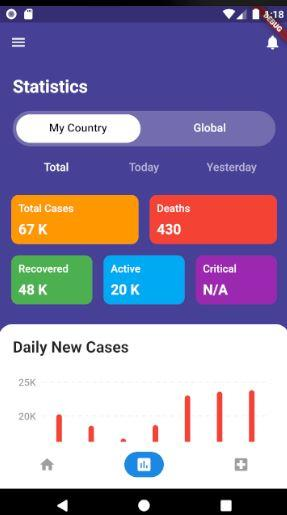 1:18
DEBUG
Statistics
My Country
Global
Total
Today
Yesterday
Total Cases
67 K
Deaths
430
Recovered
48 K
Active
20 K
Critical
N/A
Daily New Cases
25K
20K